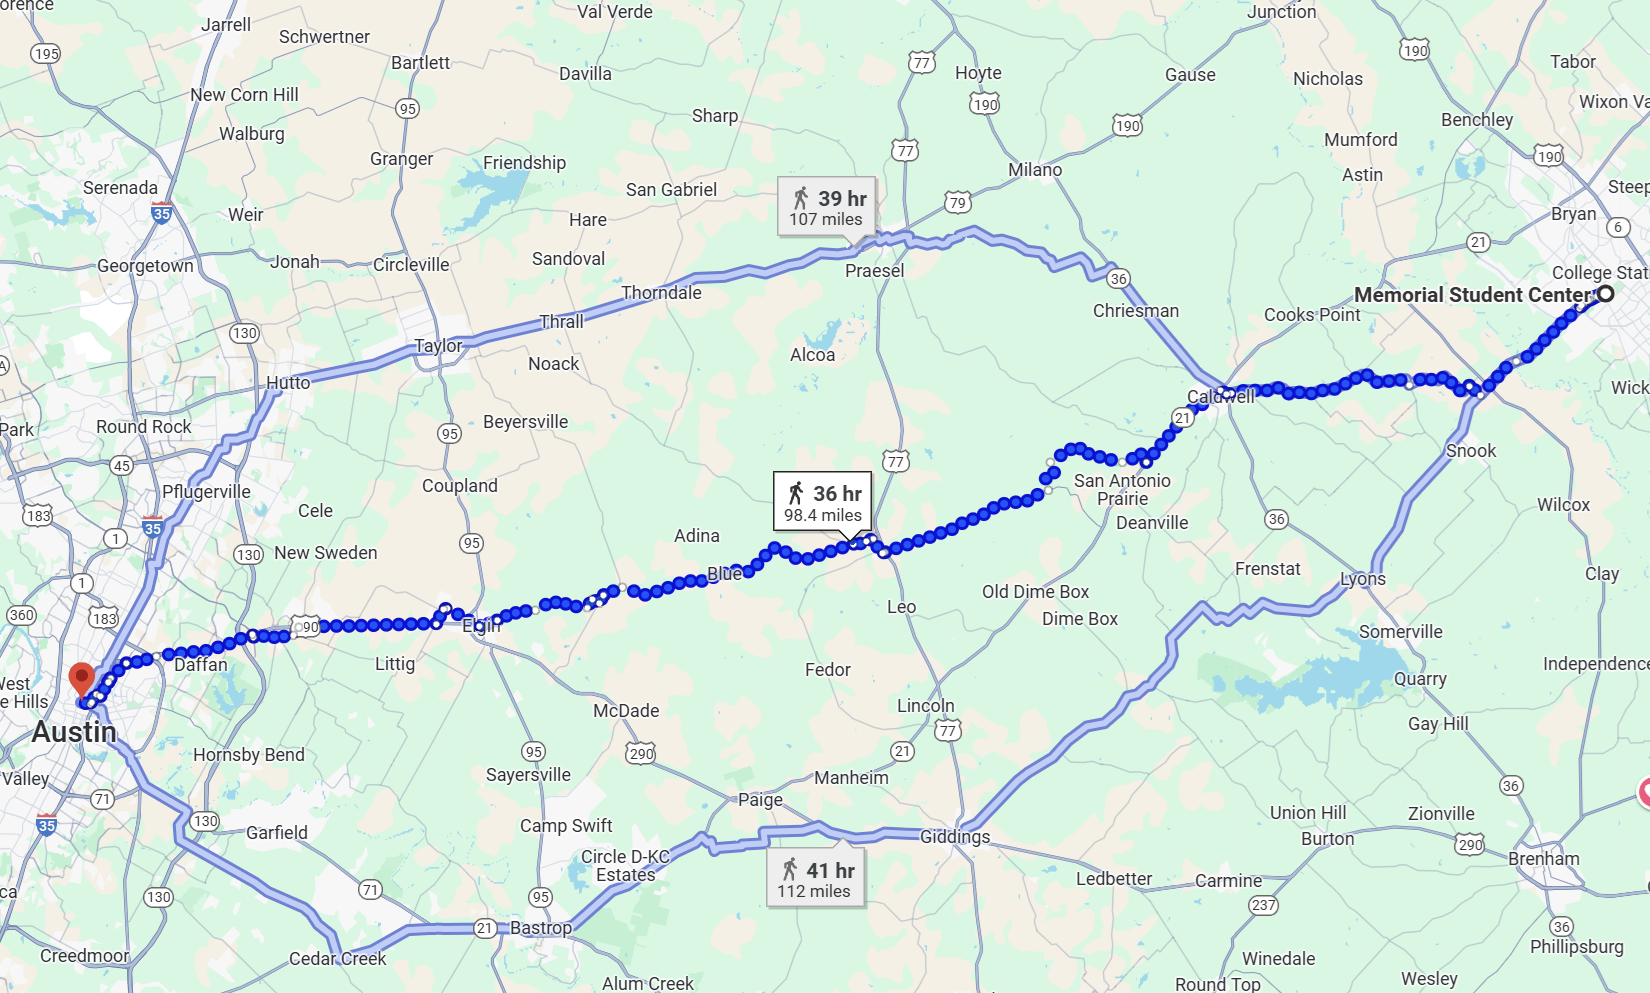 orence
Jarrell
Val Verde
Junction
Schwertner
195
Bartlett
77
Hoyte
190
Tabor
Davilla
Gause
Nicholas
New Corn Hill
95
190
Wixon Va
Sharp
190
Benchley
Walburg
Mumford
77
190
Granger
Friendship
Milano
Astin
Serenada
San Gabriel
Steep
39 hr
107 miles
79
35
Weir
Hare
Bryan
6
21
Georgetown
Jonah
Circleville
Sandoval
Praesel
College Stat
36
Memorial Student Center
Thorndale
Chriesman
Cooks Point
Thrall
130
Taylor
Alcoa
A
Noack
Hutto
Wick
Caldwell
21
Park
Round Rock
Beyersville
95
45
Snook
77
Pflugerville
Coupland
San Antonio
Prairie
36 hr
98.4 miles
Wilcox
183
Cele
35
Deanville
36
1
95
Adina
130
New Sweden
Blue
Frenstat
Lyons
Clay
1
Old Dime Box
360
183
Leo
Dime Box
90
Elgin
Somerville
Daffan
Littig
Fedor
Independence
West
e Hills
Quarry
Lincoln
McDade
Austin
Gay Hill
77
Hornsby Bend
95
290
21
Valley
Sayersville
Manheim
36
71
Paige
35
130
Union Hill
Zionville
Garfield
Camp Swift
Giddings
Burton
290
Circle D-KC
Estates
Brenham
41 hr
112 miles
71
Ledbetter
Carmine
ca
130
95
237
21
Bastrop
36
Creedmoor
Cedar Creek
Phillipsburg
Winedale
Alum Creek
Round Top
Wesley